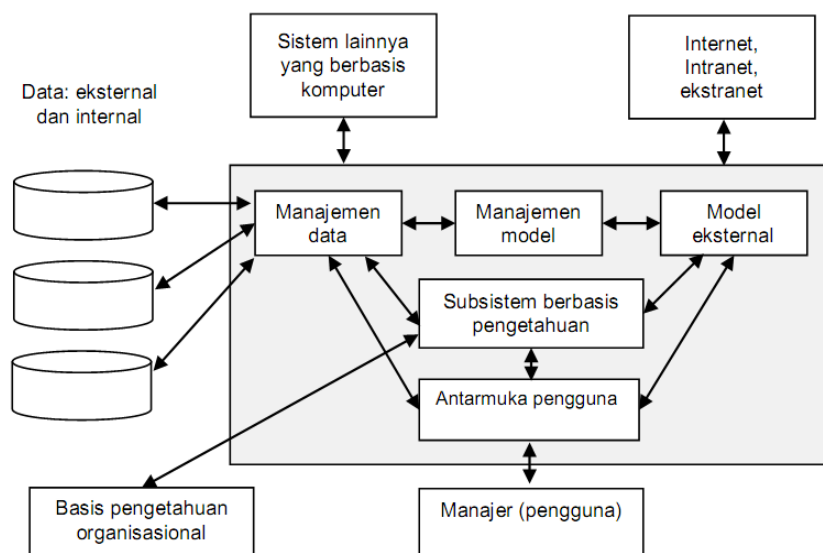 Sistem lainnya
yang berbasis
komputer
Internet,
Intranet,
ekstranet
Data: eksternal
dan internal
Manajemen
data
Manajemen
model
Model
eksternal
Subsistem berbasis
pengetahuan
Antarmuka pengguna
Basis pengetahuan
organisasional
Manajer (pengguna)